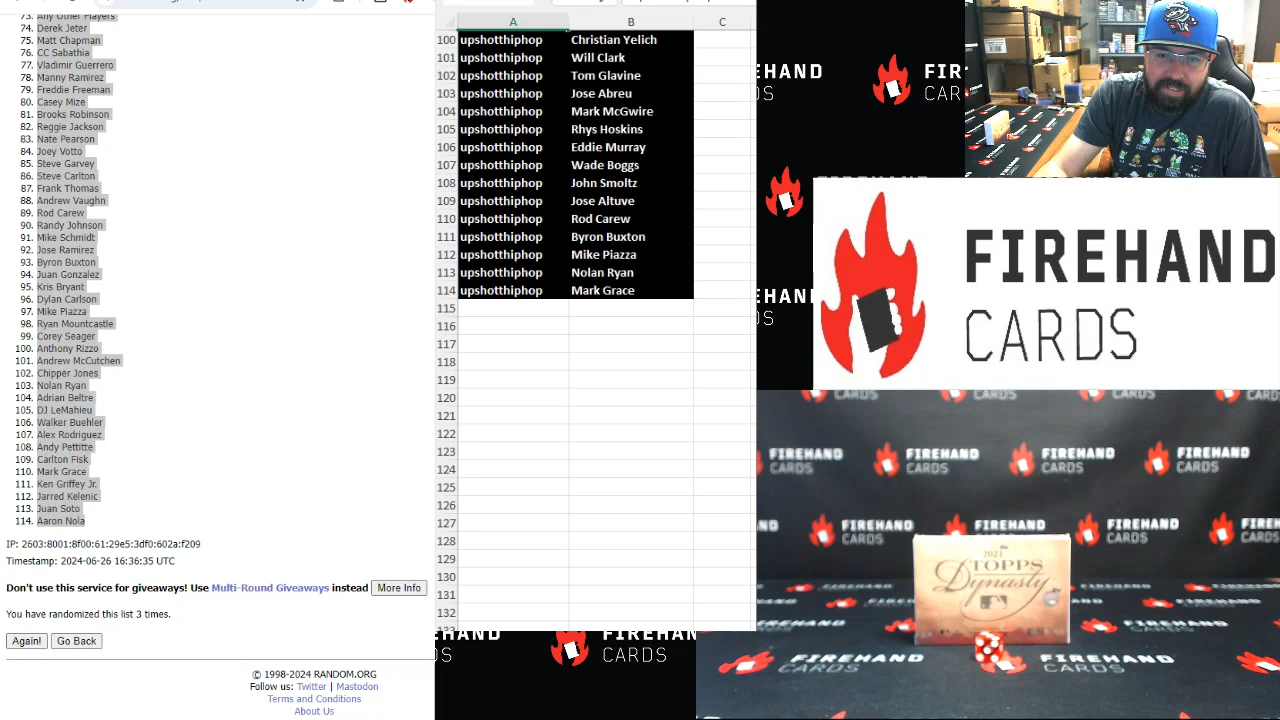 73. Any Other Players
74. Derek Jeter
75. Matt Chapman
76. CC Sabathia
77. Vladimir Guerrero
78. Manny Ramirez
79. Freddie Freeman
80. Casey Mize
81. Brooks Robinson
82. Reggie Jackson
83. Nate Pearson
84. Joey Votto
85. Steve Garvey
86. Steve Carlton
87. Frank Thomas
88. Andrew Vaughn
89. Rod Carew
90. Randy Johnson
91. Mike Schmidt
92. Jose Ramirez
93. Byron Buxton
94. Juan Gonzalez
95. Kris Bryant
96. Dylan Carlson
97. Mike Piazza
98. Ryan Mountcastle
99. Corey Seager
100. Anthony Rizzo
101. Andrew McCutchen
102. Chipper Jones
103. Nolan Ryan
104. Adrian Beltre
105. DJ LeMahieu
106. Walker Buehler
107. Alex Rodriguez
108. Andy Pettitte
109. Carlton Fisk
110. Mark Grace
111. Ken Griffey Jr.
112. Jarred Kelenic
113. Juan Soto
114. Aaron Nola
IP: 2603:8001:8f00:61:29e5:3df0:602a:f209
Timestamp: 2024-06-26 16:36:35 UTC
Don't use this service for giveaways! Use Multi-Round Giveaways instead More Info
You have randomized this list 3 times.
Again! Go Back
© 1998-2024 RANDOM.ORG
Follow us: Twitter | Mastodon
Terms and Conditions
About Us
A B C
100 upshotthiphop Christian Yelich
101 upshotthiphop Will Clark
102 upshotthiphop Tom Glavine
103 upshotthiphop Jose Abreu
104 upshotthiphop Mark McGwire
105 upshotthiphop Rhys Hoskins
106 upshotthiphop Eddie Murray
107 upshotthiphop Wade Boggs
108 upshotthiphop John Smoltz
109 upshotthiphop Jose Altuve
110 upshotthiphop Rod Carew
111 upshotthiphop Byron Buxton
112 upshotthiphop Mike Piazza
113 upshotthiphop Nolan Ryan
114 upshotthiphop Mark Grace
115
116
117
118
119
120
121
122
123
124
125
126
127
128
129
130
131
132
FIREHAND
CARDS
FIREHAND
CARDS
FIREHAND
CARDS
FIREHAND
CARDS
FIREHAND
CARDS
2021
TOPPS
Dynasty
FIREHAND
CARDS
FIREHAND
CARDS